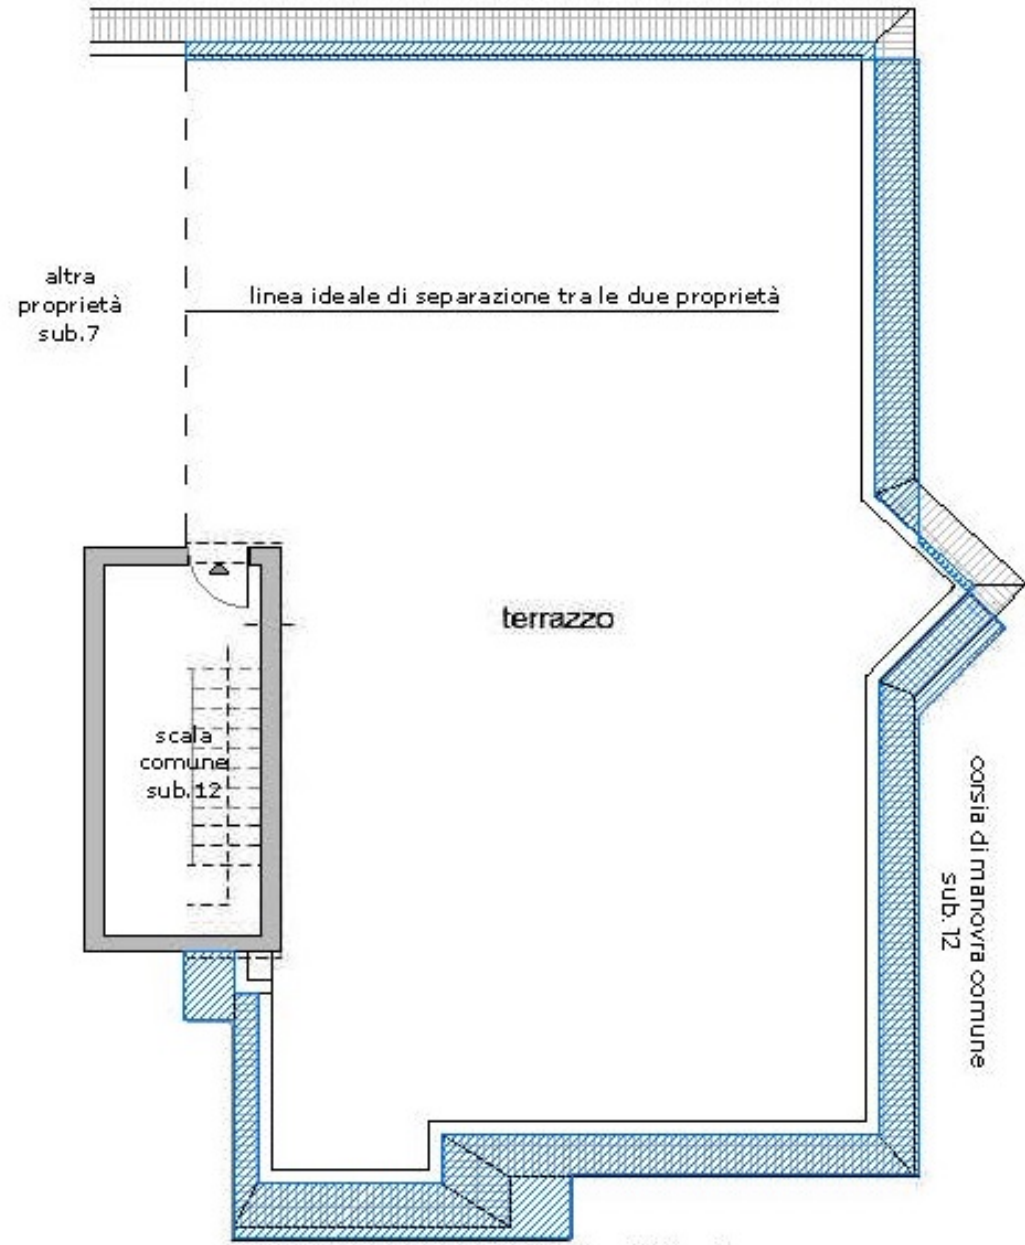 altra
proprietà
sub.7
linea ideale di separazione tra le due proprietà
terrazzo
scala
comune
sub.12
corsia di manovra comune
sub.12